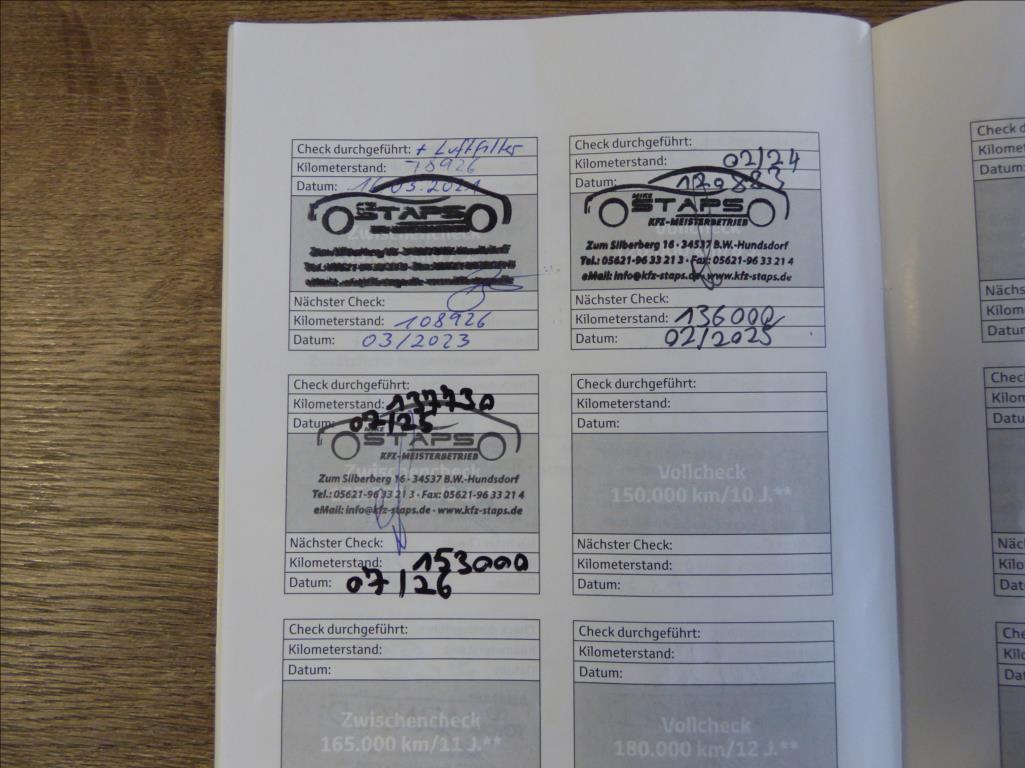 Check durchgeführt: + Luftfilter
Kilometerstand: 78926
Datum: 16.03.2021
STAPS
Nächster Check:
Kilometerstand: 108926
Datum: 03/2023
Check durchgeführt:
Kilometerstand: 02/24
Datum: 120883
MIKE
STAPS
KFZ-MEISTERBETRIEB
Zum Silberberg 16 · 34537 B.W.-Hundsdorf
Tel.: 05621-96 33 21 3 · Fax: 05621-96 33 21 4
eMail: info@kfz-staps.de · www.kfz-staps.de
Nächster Check:
Kilometerstand: 136000
Datum: 02/2025
Check durchgeführt:
Kilometerstand: 137730
Datum: 07/25
MIKE
STAPS
KFZ-MEISTERBETRIEB
Zwischencheck
Zum Silberberg 16 · 34537 B.W.-Hundsdorf
Tel.: 05621-96 33 21 3 · Fax: 05621-96 33 21 4
eMail: info@kfz-staps.de · www.kfz-staps.de
Nächster Check:
Kilometerstand: 153000
Datum: 07/26
Check durchgeführt:
Kilometerstand:
Datum:
Vollcheck
150.000 km/10 J.**
Nächster Check:
Kilometerstand:
Datum:
Check durchgeführt:
Kilometerstand:
Datum:
Zwischencheck
165.000 km/11 J.**
Check durchgeführt:
Kilometerstand:
Datum:
Vollcheck
180.000 km/12 J.**